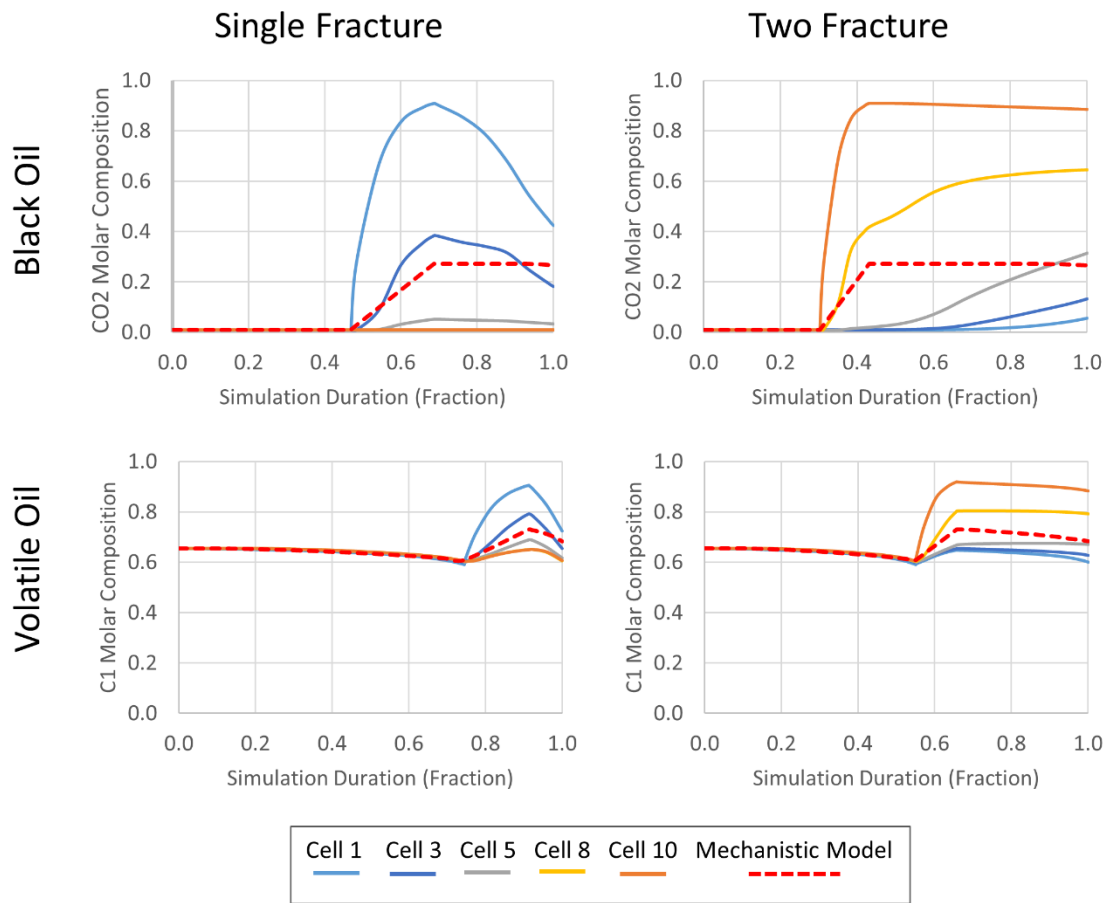 Single Fracture
Two Fracture
Black Oil
CO2 Molar Composition
1.0
0.8
0.6
0.4
0.2
0.0
0.0 0.2 0.4 0.6 0.8 1.0
Simulation Duration (Fraction)
CO2 Molar Composition
1.0
0.8
0.6
0.4
0.2
0.0
0.0 0.2 0.4 0.6 0.8 1.0
Simulation Duration (Fraction)
Volatile Oil
C1 Molar Composition
1.0
0.8
0.6
0.4
0.2
0.0
0.0 0.2 0.4 0.6 0.8 1.0
Simulation Duration (Fraction)
C1 Molar Composition
1.0
0.8
0.6
0.4
0.2
0.0
0.0 0.2 0.4 0.6 0.8 1.0
Simulation Duration (Fraction)
Cell 1 Cell 3 Cell 5 Cell 8 Cell 10 Mechanistic Model